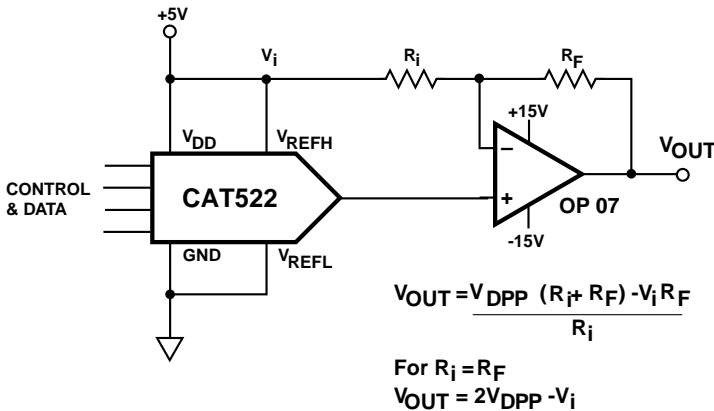 +5V
Vi
Ri
RF
+15V
VDD
VREFH
VOUT
CONTROL
& DATA
CAT522
–
+
OP 07
-15V
GND
VREFL
VOUT = VDPP (Ri+ RF) -Vi RF
Ri
For Ri = RF
VOUT = 2VDPP -Vi